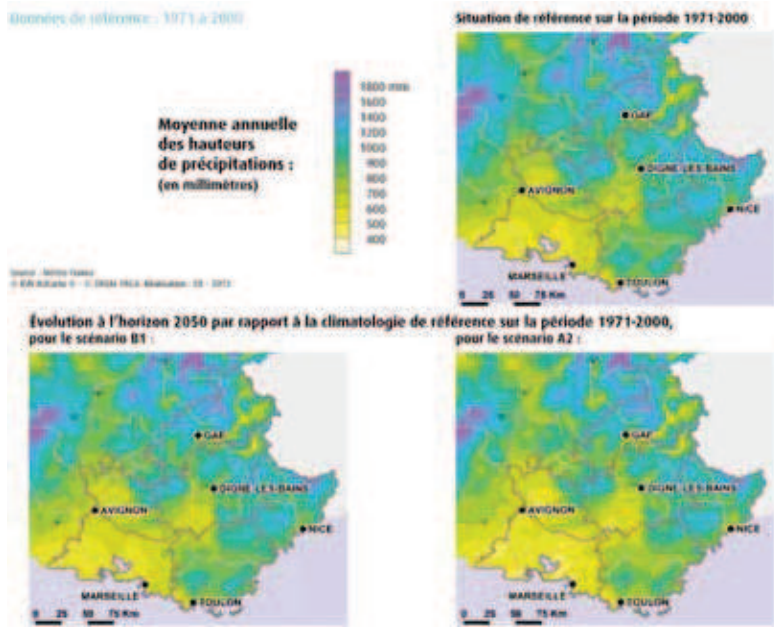 Données de référence : 1971 à 2000
Situation de référence sur la période 1971-2000
Moyenne annuelle
des hauteurs
de précipitations :
(en millimètres)
1800 mm
1600
1400
1200
1000
900
800
700
600
500
400
GAP
DIGNE-LES-BAINS
AVIGNON
NICE
MARSEILLE
TOULON
0 25 50 75 Km
Évolution à l'horizon 2050 par rapport à la climatologie de référence sur la période 1971-2000,
pour le scénario B1 :
pour le scénario A2 :
GAP
DIGNE-LES-BAINS
AVIGNON
NICE
MARSEILLE
TOULON
0 25 50 75 Km
GAP
DIGNE-LES-BAINS
AVIGNON
NICE
MARSEILLE
TOULON
0 25 50 75 Km